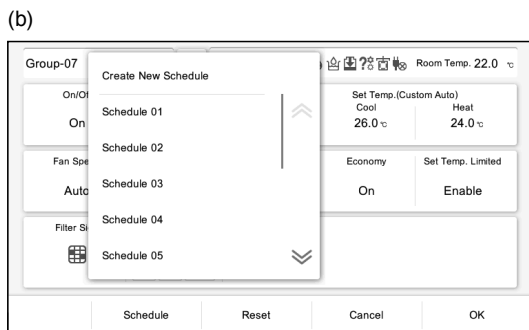 (b)
Group-07
Room Temp. 22.0 °C
Create New Schedule
Schedule 01
Schedule 02
Schedule 03
Schedule 04
Schedule 05
On/Of
On
Set Temp.(Custom Auto)
Cool
Heat
26.0 °C
24.0 °C
Fan Spe
Auto
Economy
Set Temp. Limited
On
Enable
Filter Si
Schedule
Reset
Cancel
OK